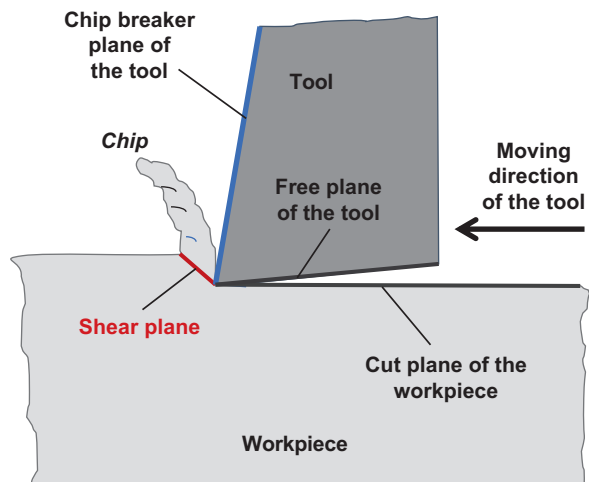 Chip breaker
plane of
the tool
Tool
Chip
Moving
direction
of the tool
Free plane
of the tool
Shear plane
Cut plane of the
workpiece
Workpiece